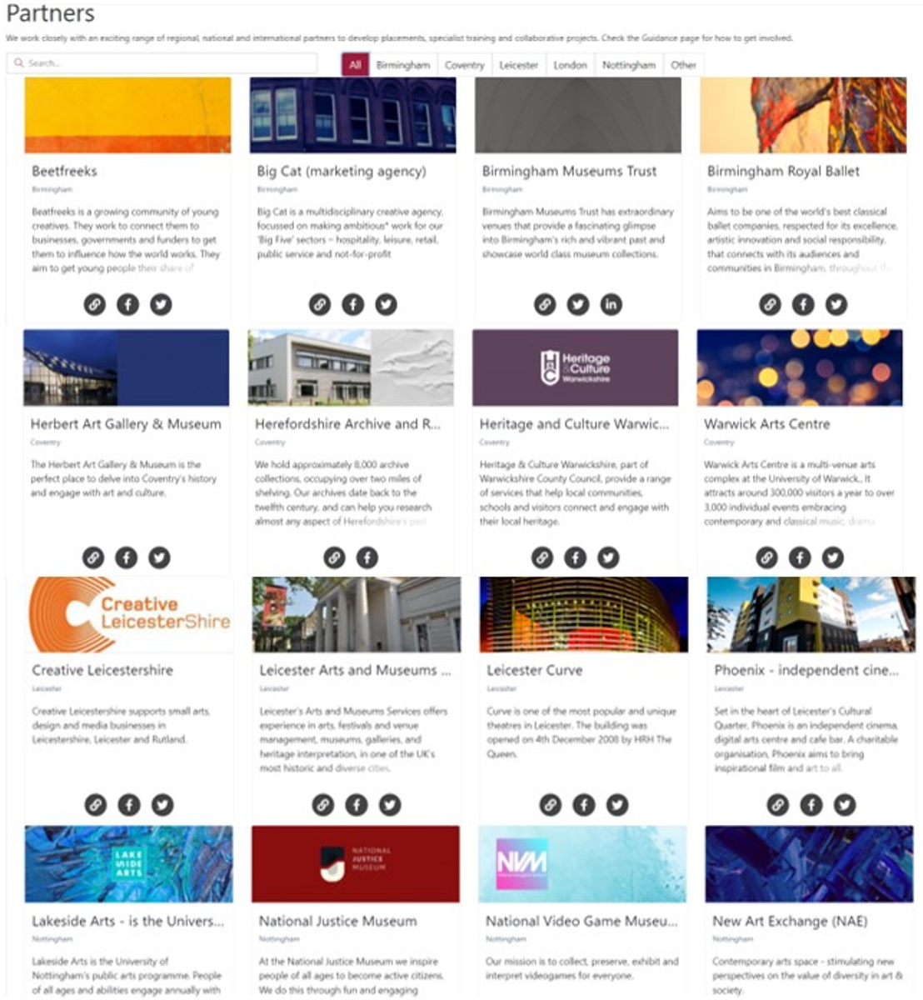 Partners
We work closely with an exciting range of regional, national and international partners to develop placements, specialist training and collaborative projects. Check the Guidance page for how to get involved.
Search...
All
Birmingham
Coventry
Leicester
London
Nottingham
Other
Beetfreeks
Birmingham
Beatfreeks is a growing community of young
creatives. They work to connect them to
businesses, governments and funders to get
them to influence how the world works. They
aim to get young people their share of
Big Cat (marketing agency)
Birmingham
Big Cat is a multidisciplinary creative agency,
focussed on making ambitious* work for our
'Big Five' sectors – hospitality, leisure, retail,
public service and not-for-profit
Birmingham Museums Trust
Birmingham
Birmingham Museums Trust has extraordinary
venues that provide a fascinating glimpse
into Birmingham's rich and vibrant past and
showcase world class museum collections.
in
Birmingham Royal Ballet
Birmingham
Aims to be one of the world's best classical
ballet companies, respected for its excellence,
artistic innovation and social responsibility,
that connects with its audiences and
communities in Birmingham, throughout
Herbert Art Gallery & Museum
Coventry
The Herbert Art Gallery & Museum is the
perfect place to delve into Coventry's history
and engage with art and culture.
Herefordshire Archive and R...
Coventry
We hold approximately 8,000 archive
collections, occupying over two miles of
shelving. Our archives date back to the
twelfth century, and can help you research
almost any aspect of Herefordshire's past
Heritage
& Culture
Warwickshire
Heritage and Culture Warwic...
Coventry
Heritage & Culture Warwickshire, part of
Warwickshire County Council, provide a range
of services that help local communities,
schools and visitors connect and engage with
their local heritage.
Warwick Arts Centre
Coventry
Warwick Arts Centre is a multi-venue arts
complex at the University of Warwick,. It
attracts around 300,000 visitors a year to over
3,000 individual events embracing
contemporary and classical music, drama,
Creative
LeicesterShire
Creative Leicestershire
Leicester
Creative Leicestershire supports small arts,
design and media businesses in
Leicestershire, Leicester and Rutland.
Leicester Arts and Museums ...
Leicester
Leicester's Arts and Museums Services offers
experience in arts, festivals and venue
management, museums, galleries, and
heritage interpretation, in one of the UK's
most historic and diverse cities.
Leicester Curve
Leicester
Curve is one of the most popular and unique
theatres in Leicester. The building was
opened on 4th December 2008 by HRH The
Queen.
Phoenix - independent cine...
Leicester
Set in the heart of Leicester's Cultural
Quarter, Phoenix is an independent cinema,
digital arts centre and cafe bar. A charitable
organisation, Phoenix aims to bring
inspirational film and art to all.
LAKE
SIDE
ARTS
Lakeside Arts - is the Univers...
Nottingham
Lakeside Arts is the University of
Nottingham's public arts programme. People
of all ages and abilities engage annually with
NATIONAL
JUSTICE
MUSEUM
National Justice Museum
Nottingham
At the National Justice Museum we inspire
people of all ages to become active citizens.
We do this through fun and engaging
NVM
National Video Game Museu...
Nottingham
Our mission is to collect, preserve, exhibit and
interpret videogames for everyone.
New Art Exchange (NAE)
Nottingham
Contemporary arts space - stimulating new
perspectives on the value of diversity in art &
society.